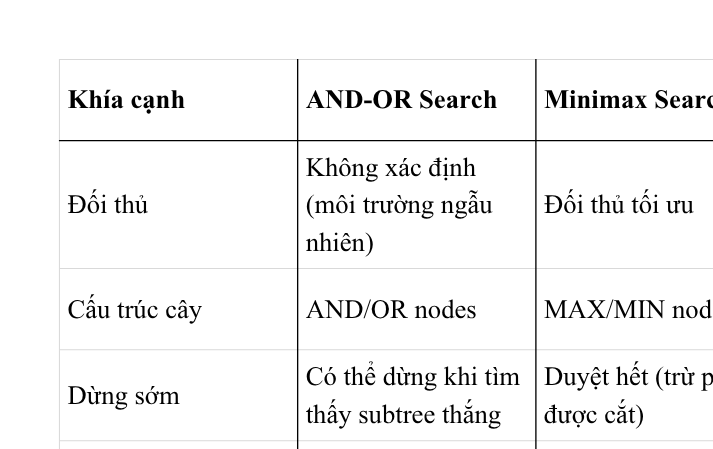 Khía cạnh
AND-OR Search
Minimax Searc
Đối thủ
Không xác định
(môi trường ngẫu
nhiên)
Đối thủ tối ưu
Cấu trúc cây
AND/OR nodes
MAX/MIN nod
Dừng sớm
Có thể dừng khi tìm
thấy subtree thắng
Duyệt hết (trừ p
được cắt)